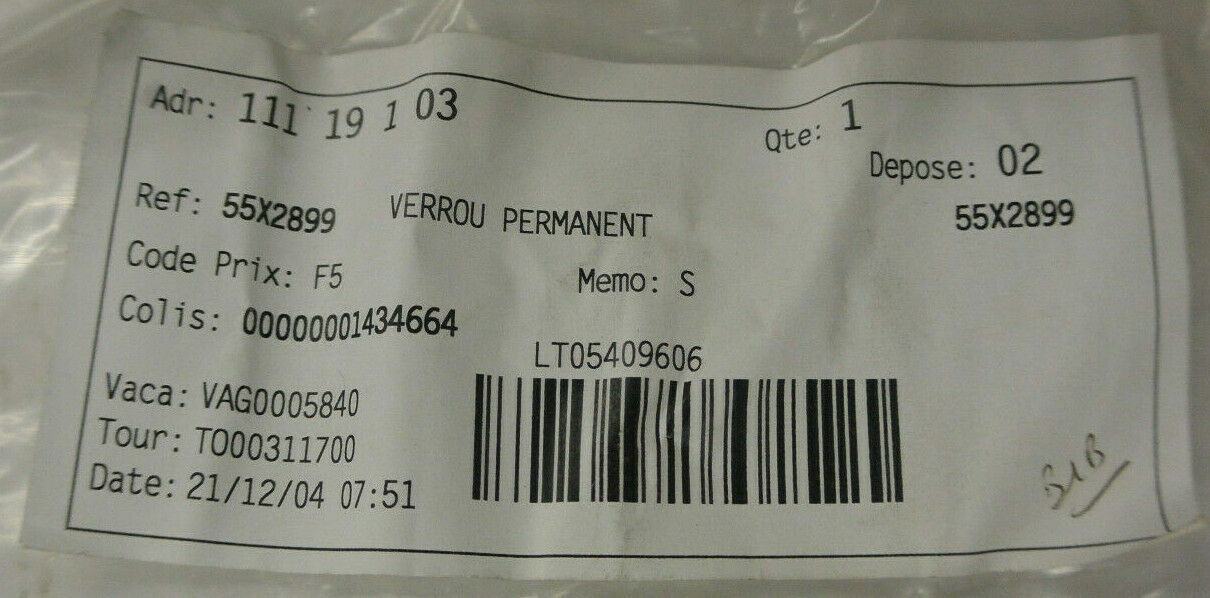 Adr: 111 19 1 03 Qte: 1
Depose: 02
Ref: 55X2899 VERROU PERMANENT 55X2899
Code Prix: F5 Memo: S
Colis: 00000001434664
LT05409606
Vaca: VAG0005840
Tour: T000311700
Date: 21/12/04 07:51